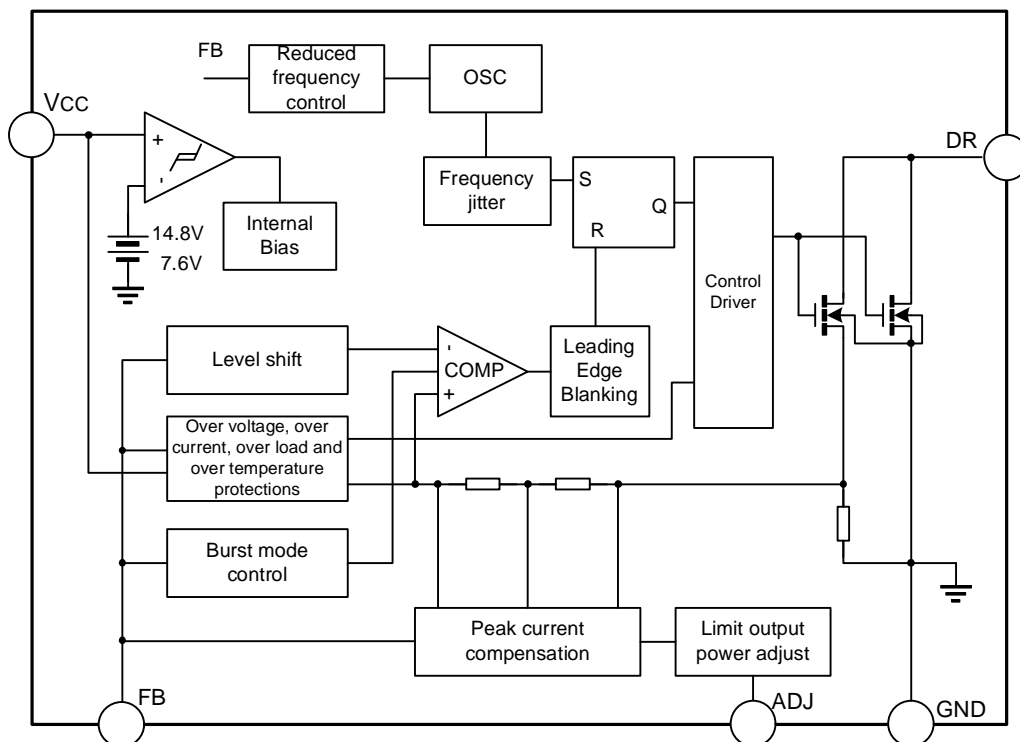 FB
Reduced
frequency
control
OSC
VCC
+
-
14.8V
7.6V
Internal
Bias
Frequency
jitter
S
R
Q
Control
Driver
DR
Level shift
-
COMP
+
Leading
Edge
Blanking
Over voltage, over
current, over load and
over temperature
protections
Burst mode
control
Peak current
compensation
Limit output
power adjust
FB
ADJ
GND